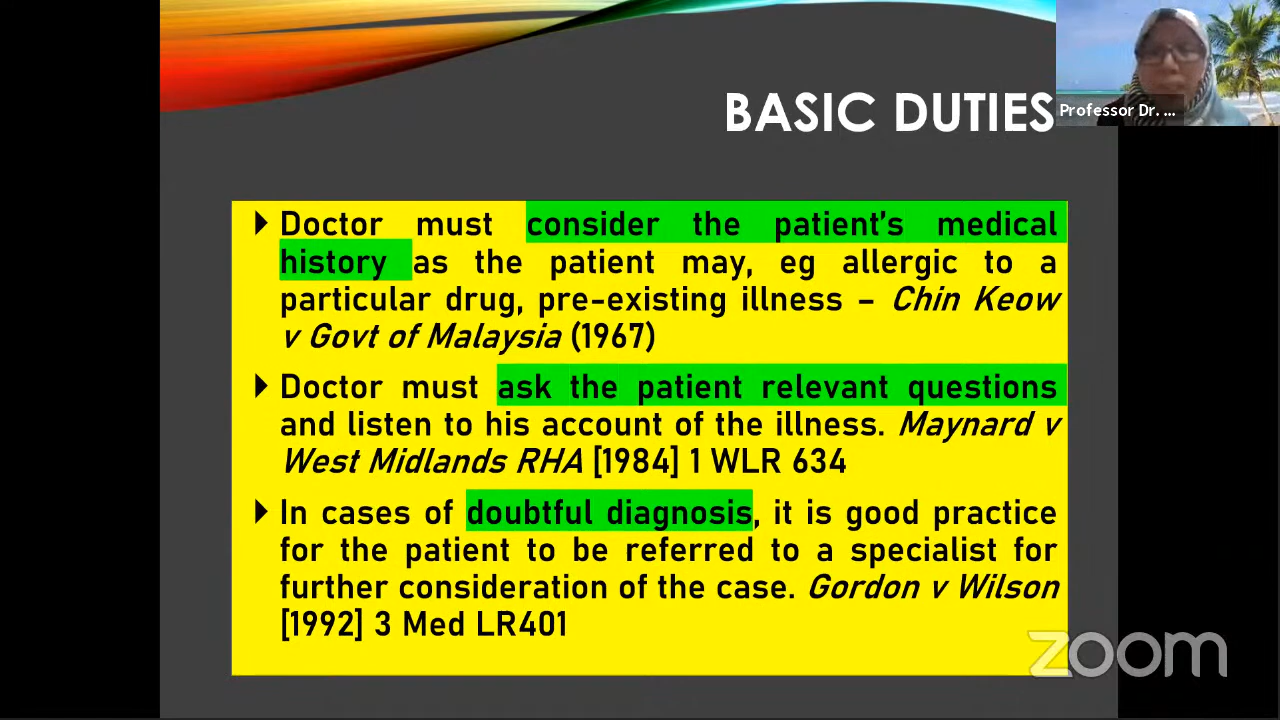 BASIC DUTIES
Professor Dr. ...
Doctor must consider the patient's medical
history as the patient may, eg allergic to a
particular drug, pre-existing illness – Chin Keow
v Govt of Malaysia (1967)
Doctor must ask the patient relevant questions
and listen to his account of the illness. Maynard v
West Midlands RHA [1984] 1 WLR 634
In cases of doubtful diagnosis, it is good practice
for the patient to be referred to a specialist for
further consideration of the case. Gordon v Wilson
[1992] 3 Med LR401
zoom